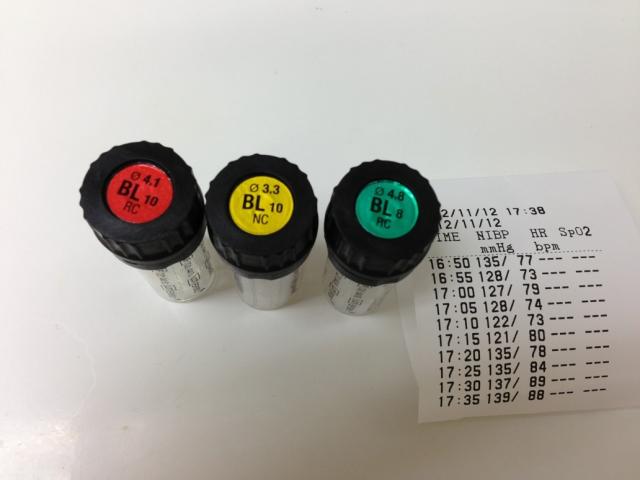 Ø 4.1
BL 10
RC
Ø 3.3
BL 10
NC
Ø 4.8
BL 8
RC
2/11/12 17:38
12/11/12
IME NIBP HR SpO2
mmHg bpm
16:50 135/ 77 --- ---
16:55 128/ 73 --- ---
17:00 127/ 79 --- ---
17:05 128/ 74 --- ---
17:10 122/ 73 --- ---
17:15 121/ 80 --- ---
17:20 135/ 78 --- ---
17:25 135/ 84 --- ---
17:30 137/ 89 --- ---
17:35 139/ 88 --- ---